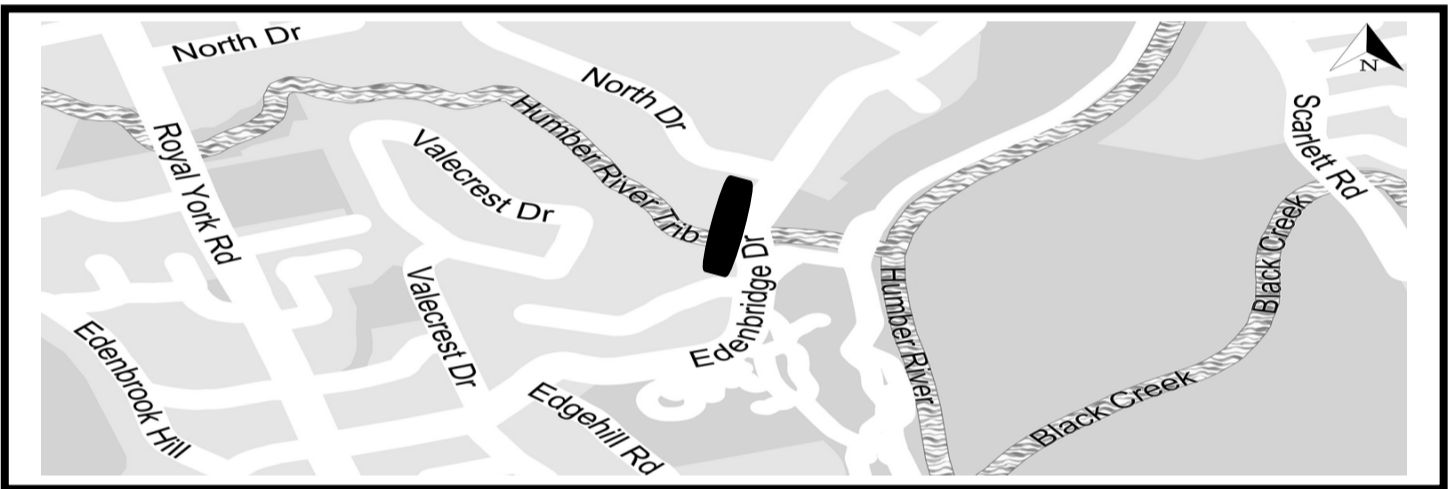 North Dr
N
North Dr
Scarlett Rd
Humber River Trib
Royal York Rd
Valecrest Dr
Black Creek
Edenbridge Dr
Valecrest Dr
Humber River
Edenbrook Hill
Black Creek
Edgehill Rd